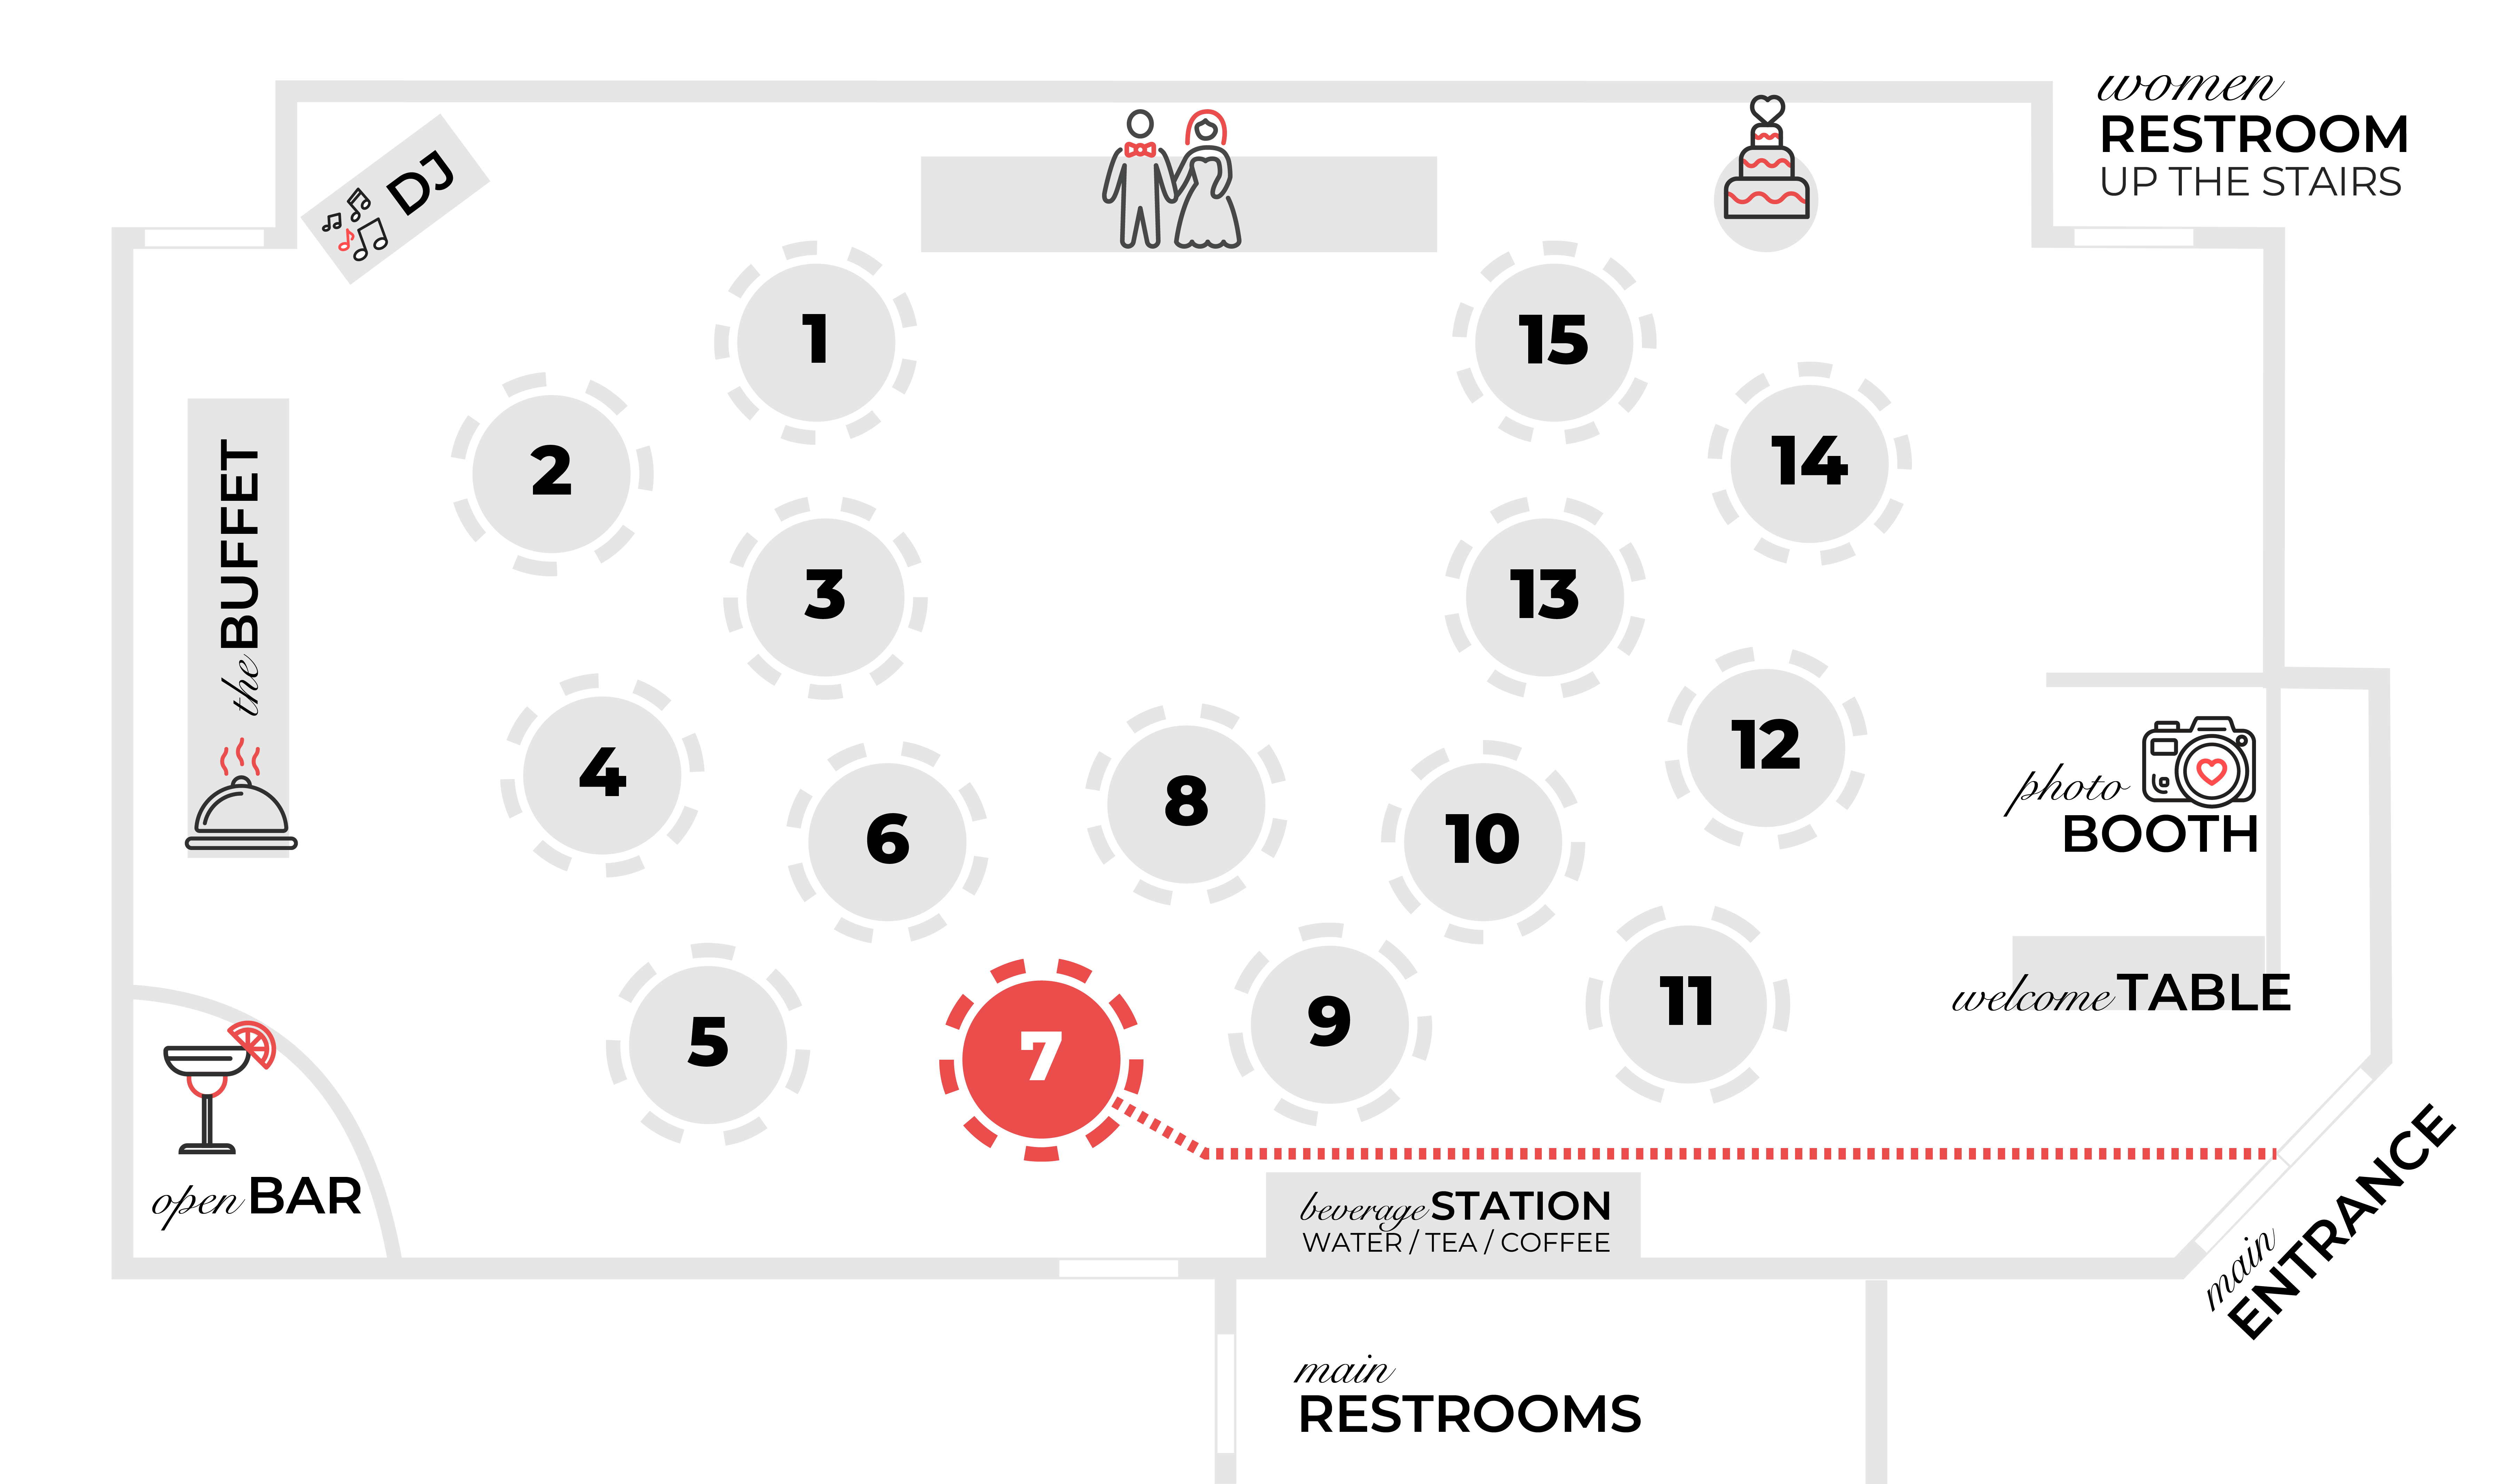 women
RESTROOM
UP THE STAIRS
DJ
1
15
2
14
the BUFFET
3
13
4
12
6
8
10
photo
BOOTH
5
7
9
11
welcome TABLE
open BAR
beverage STATION
WATER / TEA / COFFEE
main
ENTRANCE
main
RESTROOMS